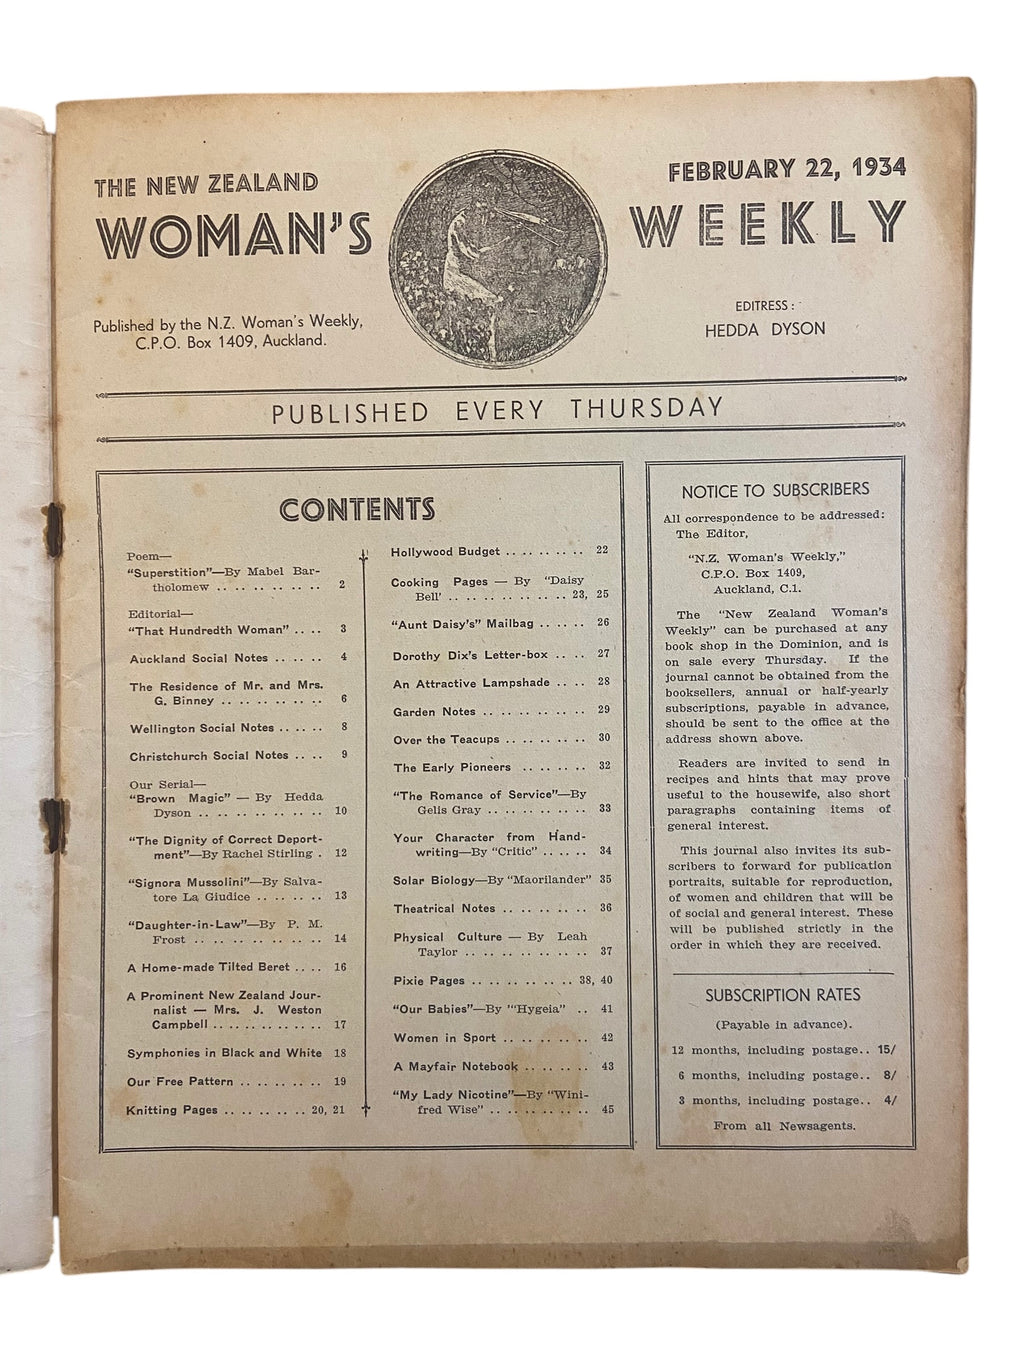 THE NEW ZEALAND
WOMAN'S
FEBRUARY 22, 1934
WEEKLY
Published by the N.Z. Woman's Weekly,
C.P.O. Box 1409, Auckland.
EDITRESS:
HEDDA DYSON
PUBLISHED EVERY THURSDAY
CONTENTS
Poem—
"Superstition"—By Mabel Bar-
tholomew .. .. .. .. .. 2
Editorial—
"That Hundredth Woman" .. .. 3
Auckland Social Notes .. .. .. 4
The Residence of Mr. and Mrs.
G. Binney .. .. .. .. .. 6
Wellington Social Notes .. .. .. 8
Christchurch Social Notes .. .. 9
Our Serial—
"Brown Magic" — By Hedda
Dyson .. .. .. .. .. .. 10
"The Dignity of Correct Deport-
ment"—By Rachel Stirling . 12
"Signora Mussolini"—By Salva-
tore La Giudice .. .. .. .. 13
"Daughter-in-Law"—By P. M.
Frost .. .. .. .. .. .. 14
A Home-made Tilted Beret .. .. 16
A Prominent New Zealand Jour-
nalist — Mrs. J. Weston
Campbell .. .. .. .. .. .. 17
Symphonies in Black and White 18
Our Free Pattern .. .. .. .. 19
Knitting Pages .. .. .. .. 20, 21
Hollywood Budget .. .. .. .. 22
Cooking Pages — By "Daisy
Bell' .. .. .. .. .. .. 23, 25
"Aunt Daisy's" Mailbag .. .. .. 26
Dorothy Dix's Letter-box .. .. 27
An Attractive Lampshade .. .. 28
Garden Notes .. .. .. .. .. 29
Over the Teacups .. .. .. .. 30
The Early Pioneers .. .. .. 32
"The Romance of Service"—By
Gelis Gray .. .. .. .. .. 33
Your Character from Hand-
writing—By "Critic" .. .. .. 34
Solar Biology—By "Maorilander" 35
Theatrical Notes .. .. .. .. 36
Physical Culture — By Leah
Taylor .. .. .. .. .. .. 37
Pixie Pages .. .. .. .. .. 38, 40
"Our Babies"—By '"Hygeia" .. 41
Women in Sport .. .. .. .. 42
A Mayfair Notebook .. .. .. 43
"My Lady Nicotine"—By "Wini-
fred Wise" .. .. .. .. .. 45
NOTICE TO SUBSCRIBERS
All correspondence to be addressed:
The Editor,
"N.Z. Woman's Weekly,"
C.P.O. Box 1409,
Auckland, C.1.
The "New Zealand Woman's
Weekly" can be purchased at any
book shop in the Dominion, and is
on sale every Thursday. If the
journal cannot be obtained from the
booksellers, annual or half-yearly
subscriptions, payable in advance,
should be sent to the office at the
address shown above.
Readers are invited to send in
recipes and hints that may prove
useful to the housewife, also short
paragraphs containing items of
general interest.
This journal also invites its sub-
scribers to forward for publication
portraits, suitable for reproduction,
of women and children that will be
of social and general interest. These
will be published strictly in the
order in which they are received.
SUBSCRIPTION RATES
(Payable in advance).
12 months, including postage.. 15/
6 months, including postage.. 8/
3 months, including postage.. 4/
From all Newsagents.